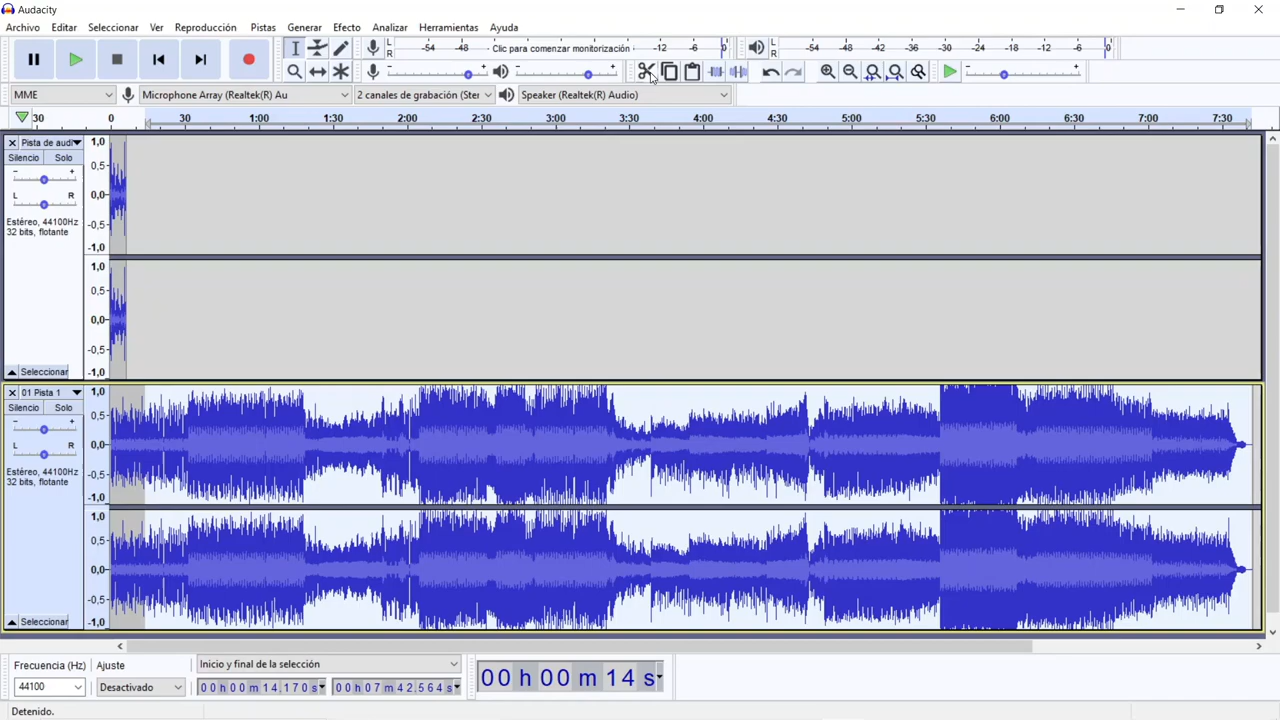 Audacity
Archivo Editar Seleccionar Ver Reproducción Pistas Generar Efecto Analizar Herramientas Ayuda
L R -54 -48 Clic para comenzar monitorización -12 -6 0
L R -54 -48 -42 -36 -30 -24 -18 -12 -6 0
- + - + - +
MME Microphone Array (Realtek(R) Au 2 canales de grabación (Ster Speaker (Realtek(R) Audio)
30 0 30 1:00 1:30 2:00 2:30 3:00 3:30 4:00 4:30 5:00 5:30 6:00 6:30 7:00 7:30
Pista de audi
Silencio Solo
- +
L R
Estéreo, 44100Hz
32 bits, flotante
Seleccionar
1,0
0,5
0,0
-0,5
-1,0
1,0
0,5
0,0
-0,5
-1,0
01 Pista 1
Silencio Solo
- +
L R
Estéreo, 44100Hz
32 bits, flotante
Seleccionar
1,0
0,5
0,0
-0,5
-1,0
1,0
0,5
0,0
-0,5
-1,0
Frecuencia (Hz) Ajuste Inicio y final de la selección
44100 Desactivado 00 h 00 m 14.170 s 00 h 07 m 42.564 s
00 h 00 m 14 s
Detenido.